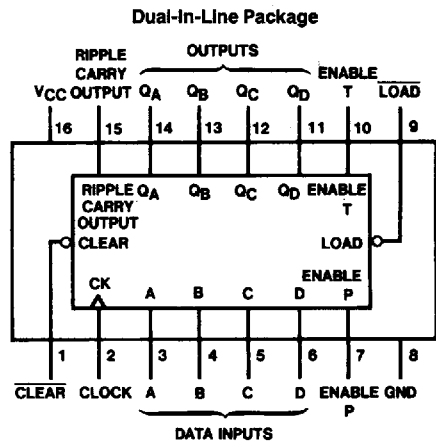 Dual-In-Line Package
OUTPUTS
RIPPLE
CARRY
OUTPUT
VCC
QA QB QC QD
ENABLE
T
LOAD
16 15 14 13 12 11 10 9
RIPPLE
CARRY
OUTPUT
QA QB QC QD
ENABLE
T
CLEAR
LOAD
CK
A B C D
ENABLE
P
1 2 3 4 5 6 7 8
CLEAR CLOCK A B C D ENABLE
P
GND
DATA INPUTS